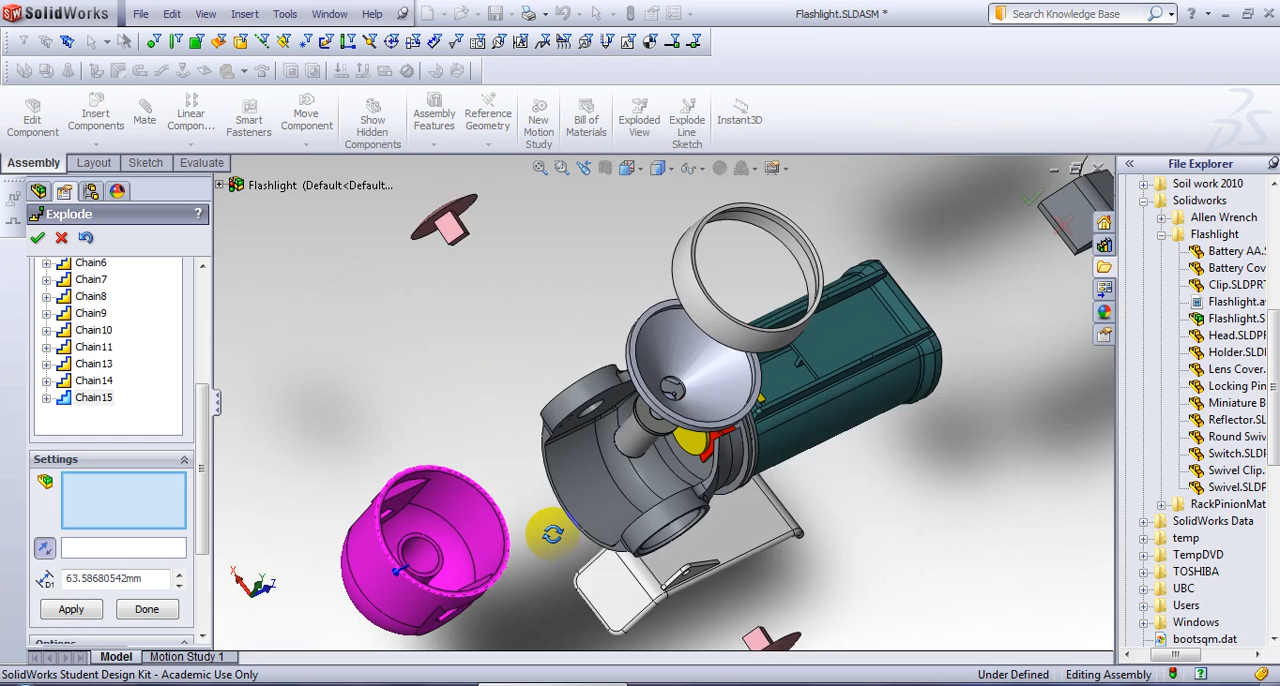 SolidWorks File Edit View Insert Tools Window Help Flashlight.SLDASM * Search Knowledge Base
Edit Component
Insert Components
Mate
Linear Compon...
Smart Fasteners
Move Component
Show Hidden Components
Assembly Features
Reference Geometry
New Motion Study
Bill of Materials
Exploded View
Explode Line Sketch
Instant3D
Assembly Layout Sketch Evaluate
Explode ?
Chain6
Chain7
Chain8
Chain9
Chain10
Chain11
Chain13
Chain14
Chain15
Settings
63.58680542mm
Apply Done
Options
Flashlight (Default<Default...
X Y Z
File Explorer
Soil work 2010
Solidworks
Allen Wrench
Flashlight
Battery AA.S
Battery Cov
Clip.SLDPR
Flashlight.a
Flashlight.S
Head.SLDP
Holder.SLD
Lens Cover.
Locking Pin
Miniature B
Reflector.SL
Round Swiv
Switch.SLD
Swivel Clip.
Swivel.SLD
RackPinionMat
SolidWorks Data
temp
TempDVD
TOSHIBA
UBC
Users
Windows
bootsqm.dat
Model Motion Study 1
SolidWorks Student Design Kit - Academic Use Only Under Defined Editing Assembly